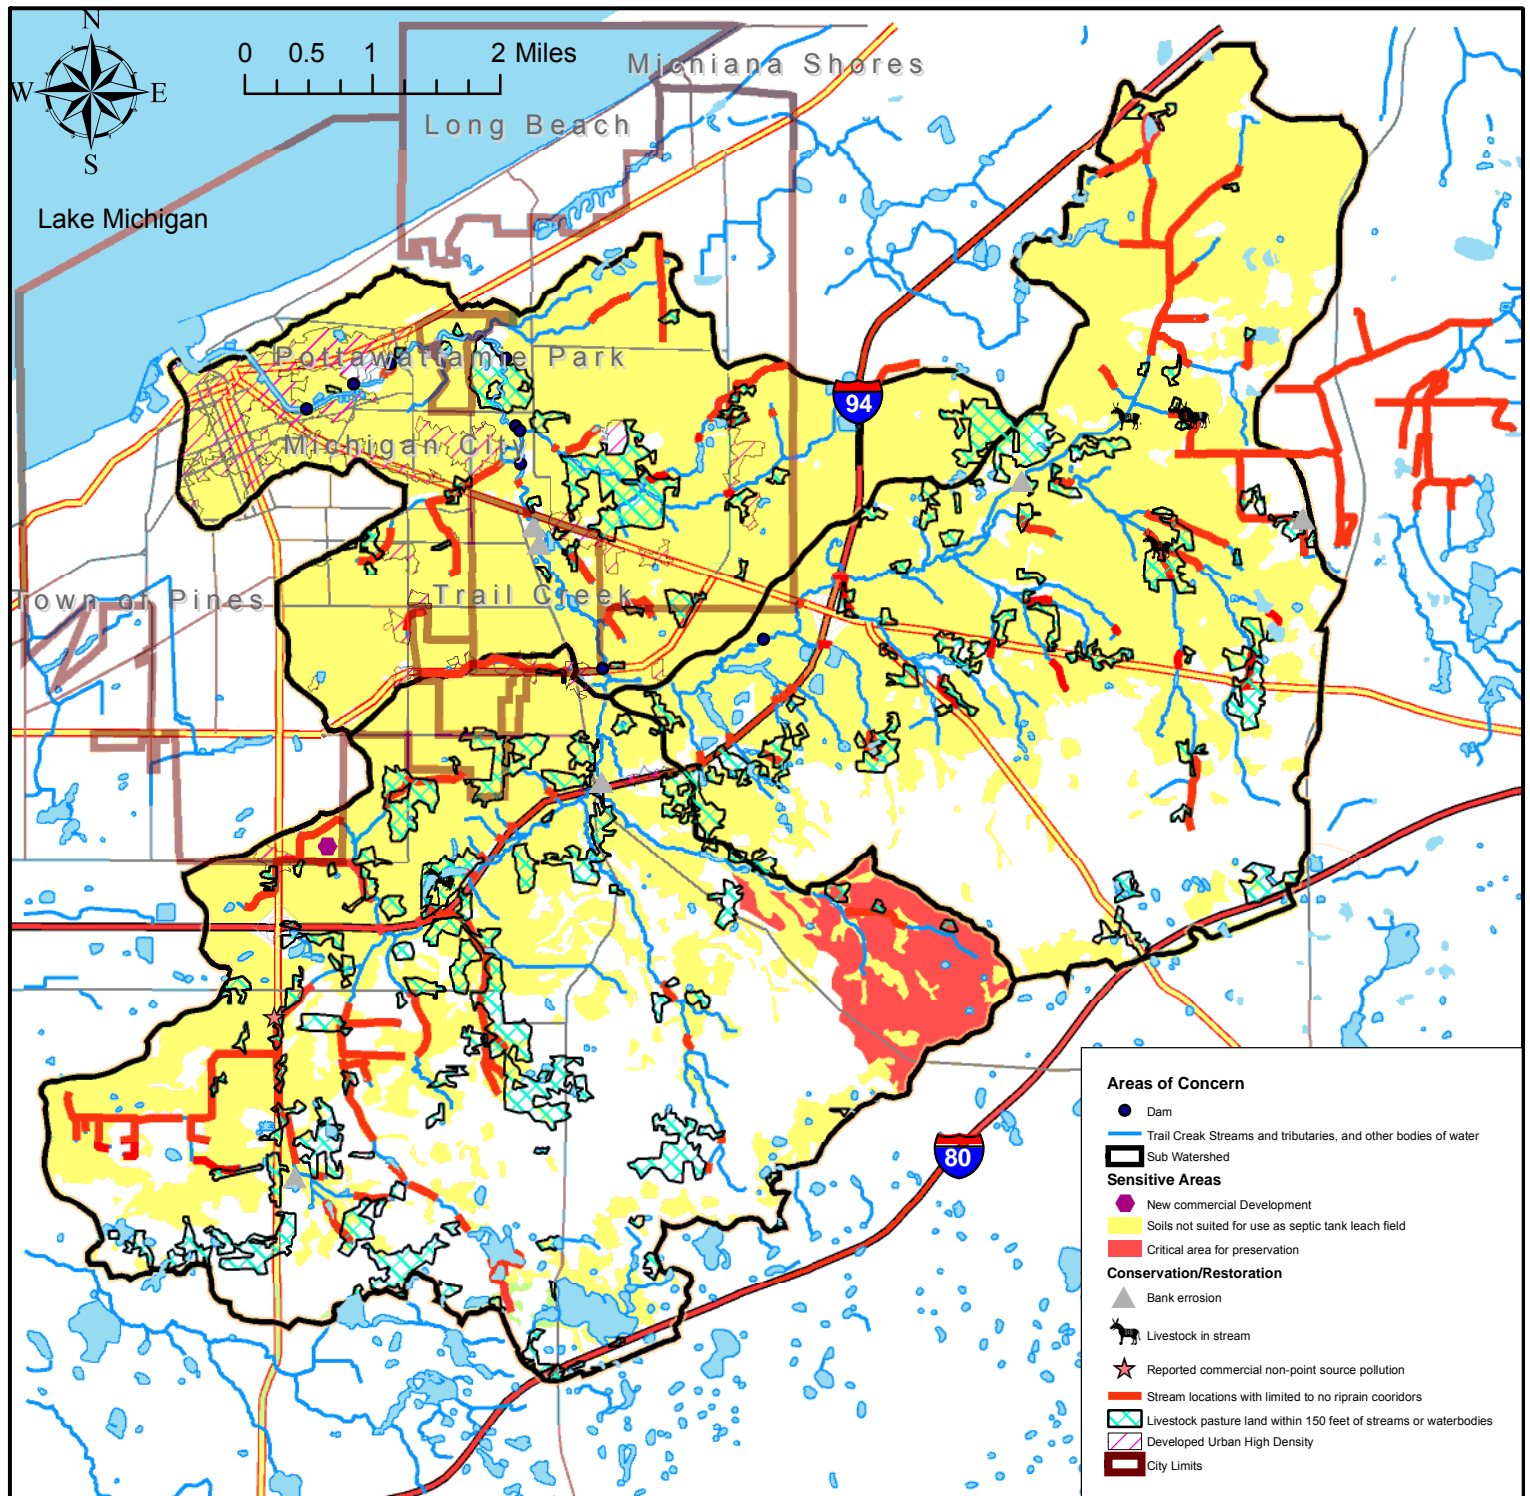 N
W E
S
0 0.5 1 2 Miles
Michiana Shores
Long Beach
Lake Michigan
Pottawattamie Park
94
Michigan City
Town of Pines
Trail Creek
80
Areas of Concern
Dam
Trail Creak Streams and tributaries, and other bodies of water
Sub Watershed
Sensitive Areas
New commercial Development
Soils not suited for use as septic tank leach field
Critical area for preservation
Conservation/Restoration
Bank errosion
Livestock in stream
Reported commercial non-point source pollution
Stream locations with limited to no riprain cooridors
Livestock pasture land within 150 feet of streams or waterbodies
Developed Urban High Density
City Limits